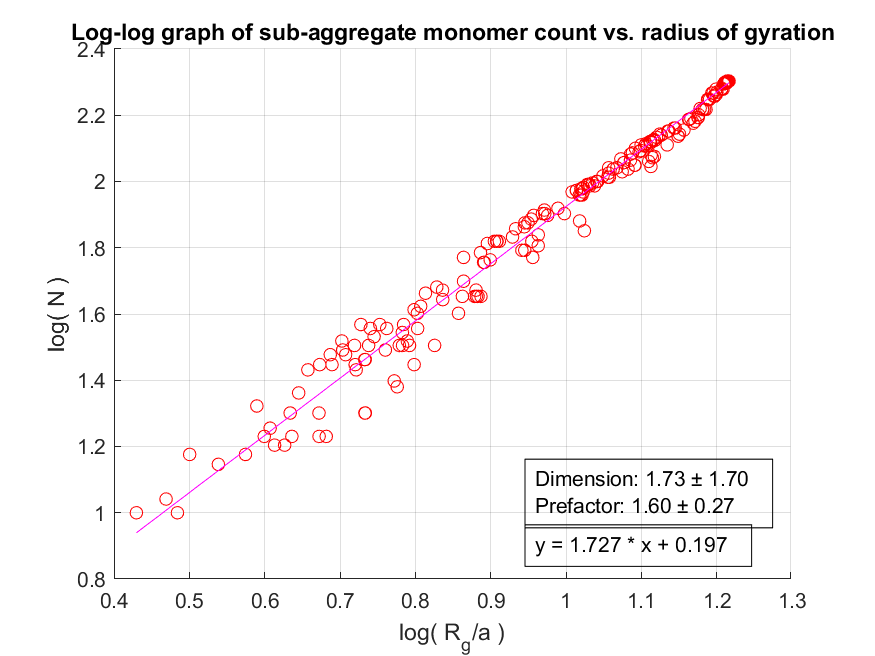 Log-log graph of sub-aggregate monomer count vs. radius of gyration
2.4
2.2
2
1.8
1.6
1.4
1.2
1
0.8
log( N )
Dimension: 1.73 ± 1.70
Prefactor: 1.60 ± 0.27
y = 1.727 * x + 0.197
0.4 0.5 0.6 0.7 0.8 0.9 1 1.1 1.2 1.3
log( R_g/a )